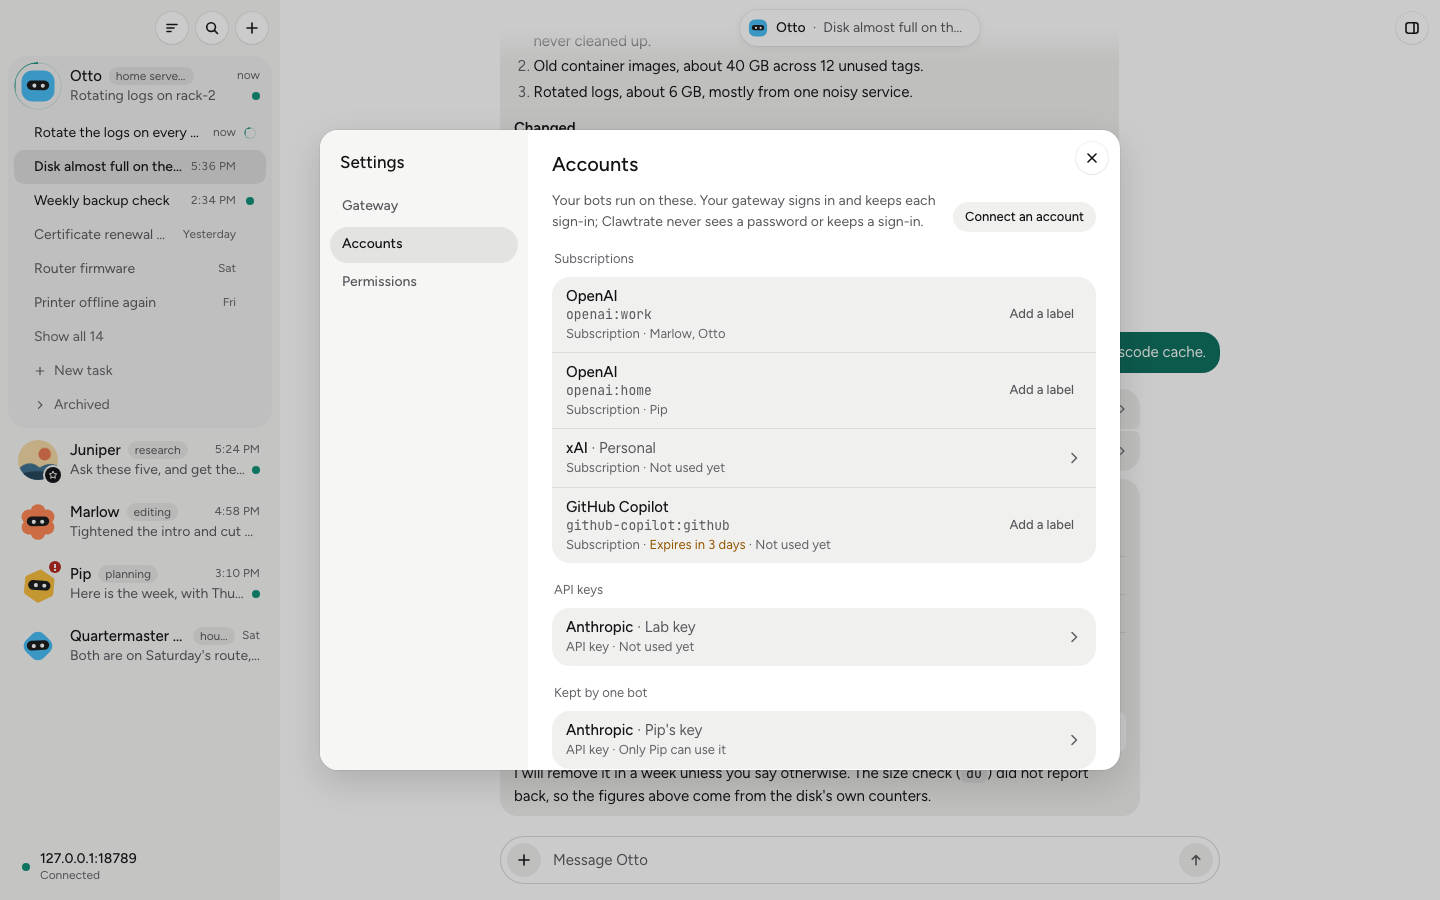 Otto home serve... now
Rotating logs on rack-2
Rotate the logs on every ... now
Disk almost full on the... 5:36 PM
Weekly backup check 2:34 PM
Certificate renewal ... Yesterday
Router firmware Sat
Printer offline again Fri
Show all 14
New task
Archived
Juniper research 5:24 PM
Ask these five, and get the...
Marlow editing 4:58 PM
Tightened the intro and cut ...
Pip planning 3:10 PM
Here is the week, with Thu...
Quartermaster ... hou... Sat
Both are on Saturday's route,...
127.0.0.1:18789
Connected
Otto · Disk almost full on th...
never cleaned up.
2. Old container images, about 40 GB across 12 unused tags.
3. Rotated logs, about 6 GB, mostly from one noisy service.
Changed
scode cache.
Settings
Gateway
Accounts
Permissions
Accounts
Your bots run on these. Your gateway signs in and keeps each
sign-in; Clawtrate never sees a password or keeps a sign-in.
Connect an account
Subscriptions
OpenAI
openai:work
Subscription · Marlow, Otto
Add a label
OpenAI
openai:home
Subscription · Pip
Add a label
xAI · Personal
Subscription · Not used yet
GitHub Copilot
github-copilot:github
Subscription · Expires in 3 days · Not used yet
Add a label
API keys
Anthropic · Lab key
API key · Not used yet
Kept by one bot
Anthropic · Pip's key
API key · Only Pip can use it
I will remove it in a week unless you say otherwise. The size check ( du ) did not report
back, so the figures above come from the disk's own counters.
Message Otto